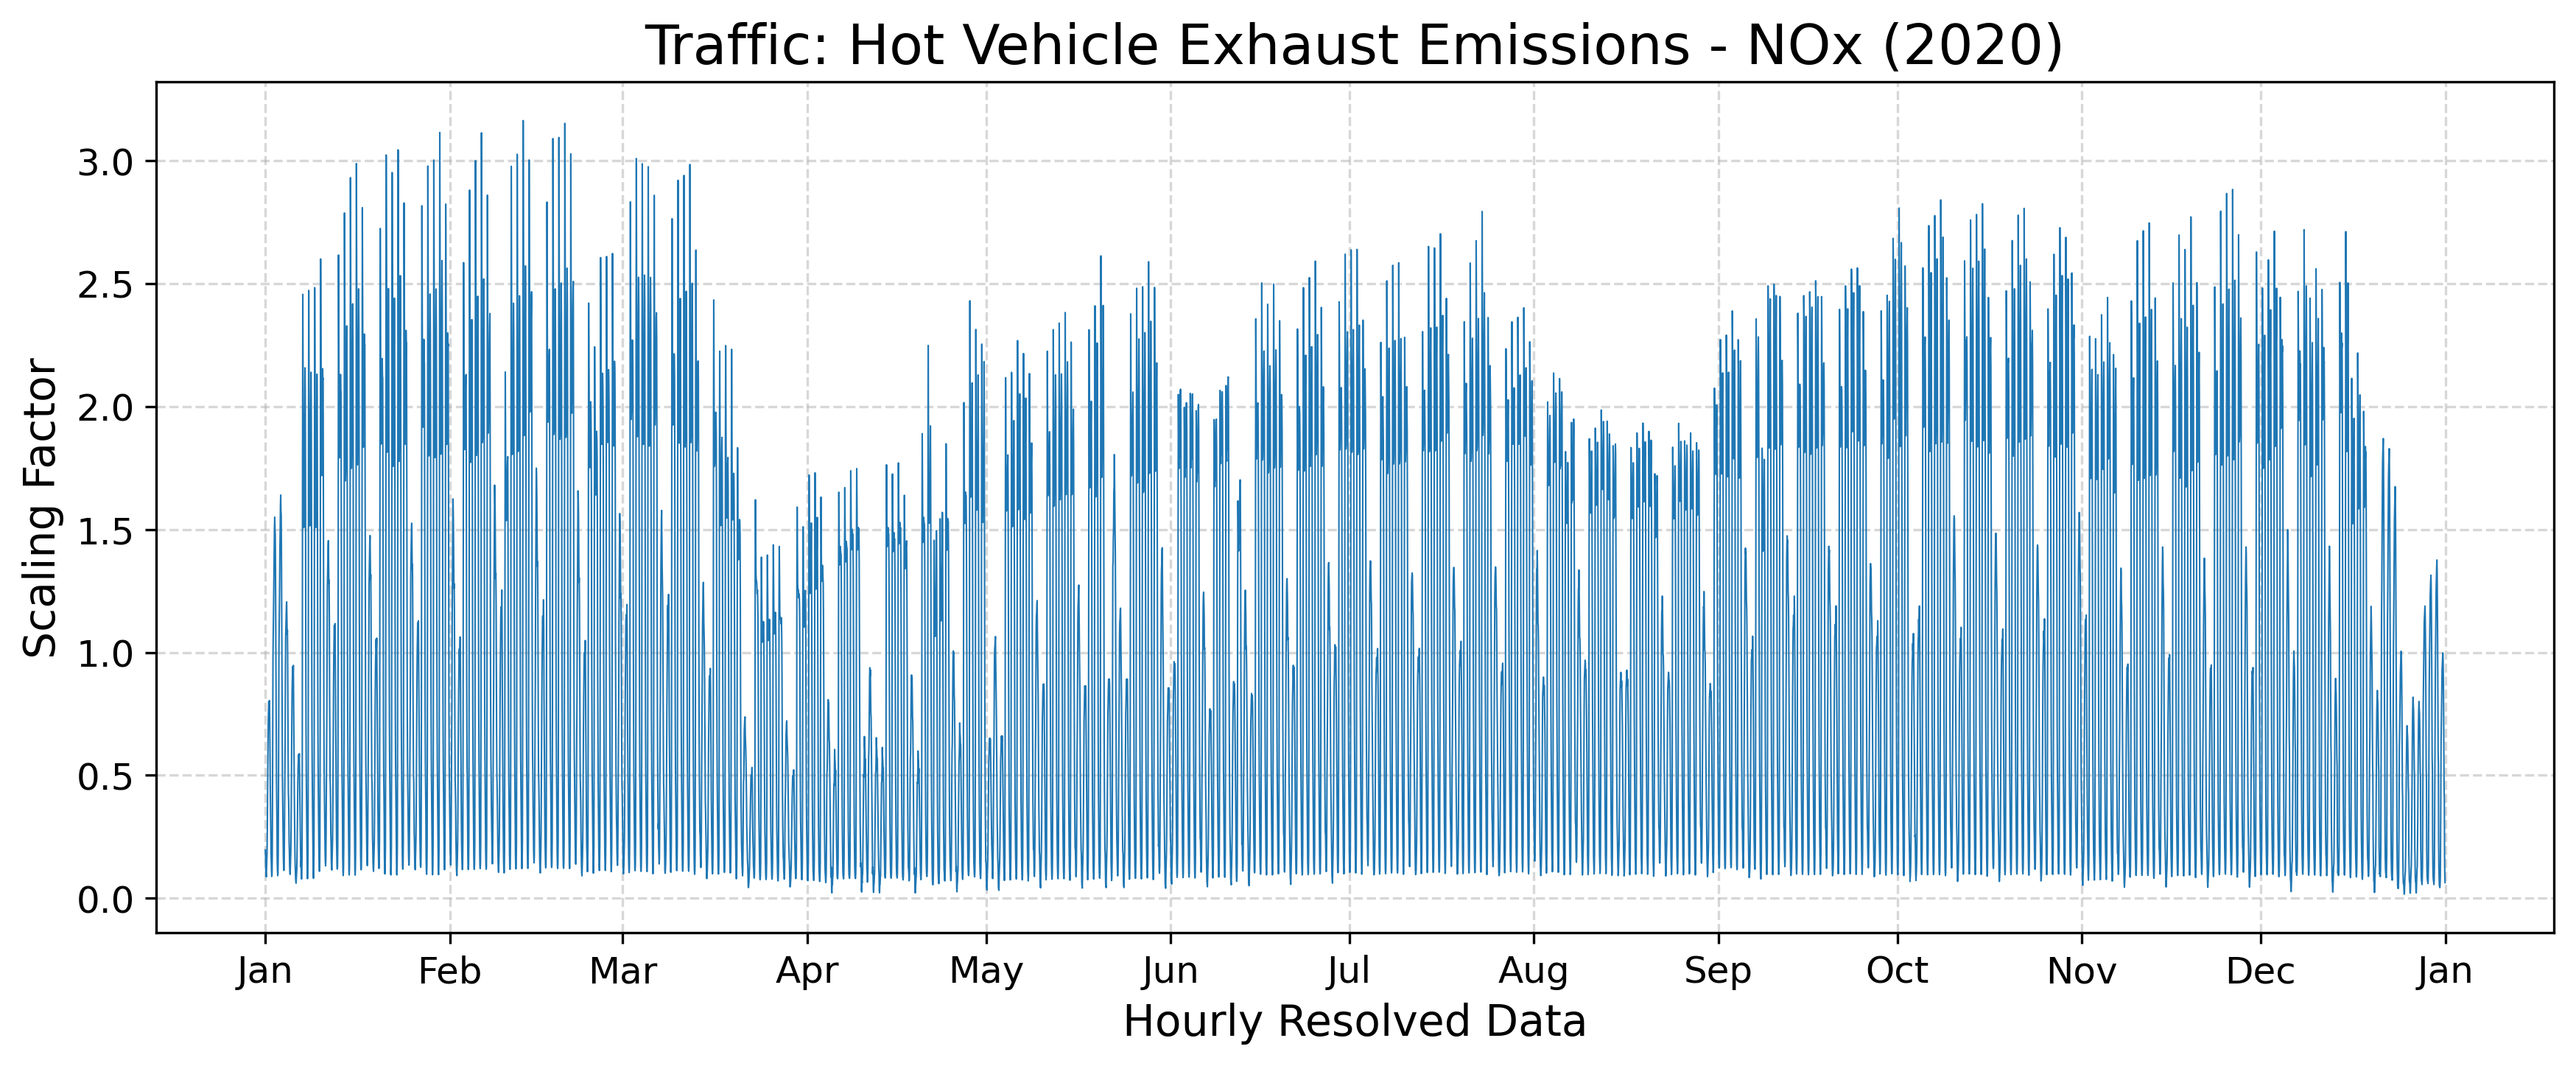 Traffic: Hot Vehicle Exhaust Emissions - NOx (2020)
Scaling Factor
3.0
2.5
2.0
1.5
1.0
0.5
0.0
Jan Feb Mar Apr May Jun Jul Aug Sep Oct Nov Dec Jan
Hourly Resolved Data